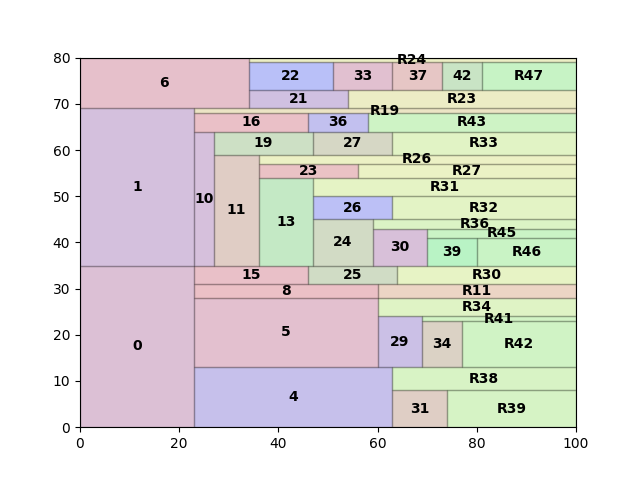 80
R24
6 22 33 37 42 R47
70
21 R23
R19
16 36 R43
60
19 27 R33
R26
23 R27
50
1 R31
10 26 R32
11 13 R36
40
24 30 R45
39 R46
30
15 25 R30
8 R11
R34
20
0 5 29 34 R41
R42
10
4 R38
31 R39
0
0 20 40 60 80 100